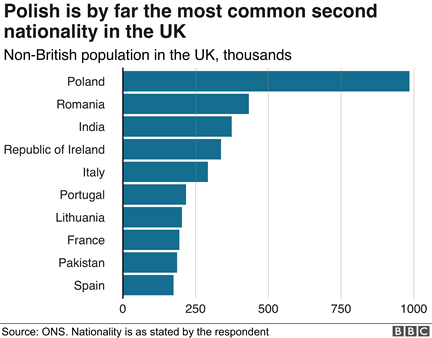 Polish is by far the most common second
nationality in the UK
Non-British population in the UK, thousands
Poland
Romania
India
Republic of Ireland
Italy
Portugal
Lithuania
France
Pakistan
Spain
0 250 500 750 1000
Source: ONS. Nationality is as stated by the respondent
BBC